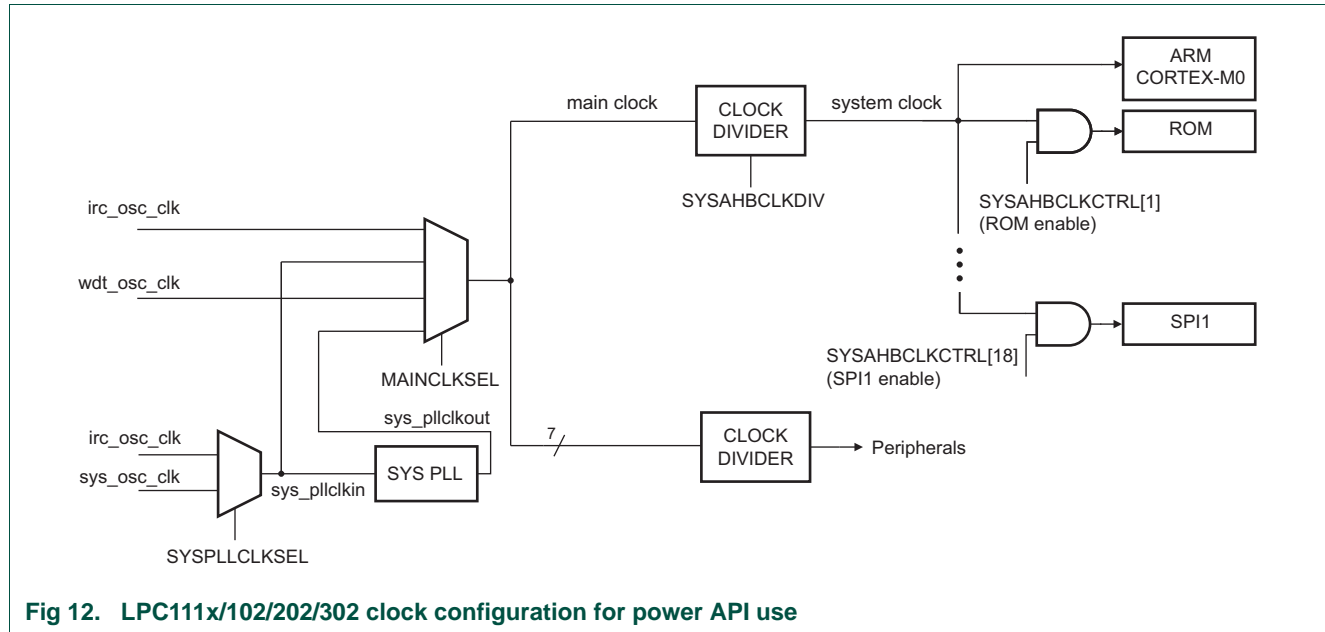 ARM
CORTEX-M0
main clock
CLOCK
DIVIDER
system clock
ROM
SYSAHBCLKDIV
SYSAHBCLKCTRL[1]
(ROM enable)
irc_osc_clk
wdt_osc_clk
MAINCLKSEL
SYSAHBCLKCTRL[18]
(SPI1 enable)
SPI1
sys_pllclkout
irc_osc_clk
sys_osc_clk
SYS PLL
sys_pllclkin
7
CLOCK
DIVIDER
Peripherals
SYSPLLCLKSEL
Fig 12. LPC111x/102/202/302 clock configuration for power API use